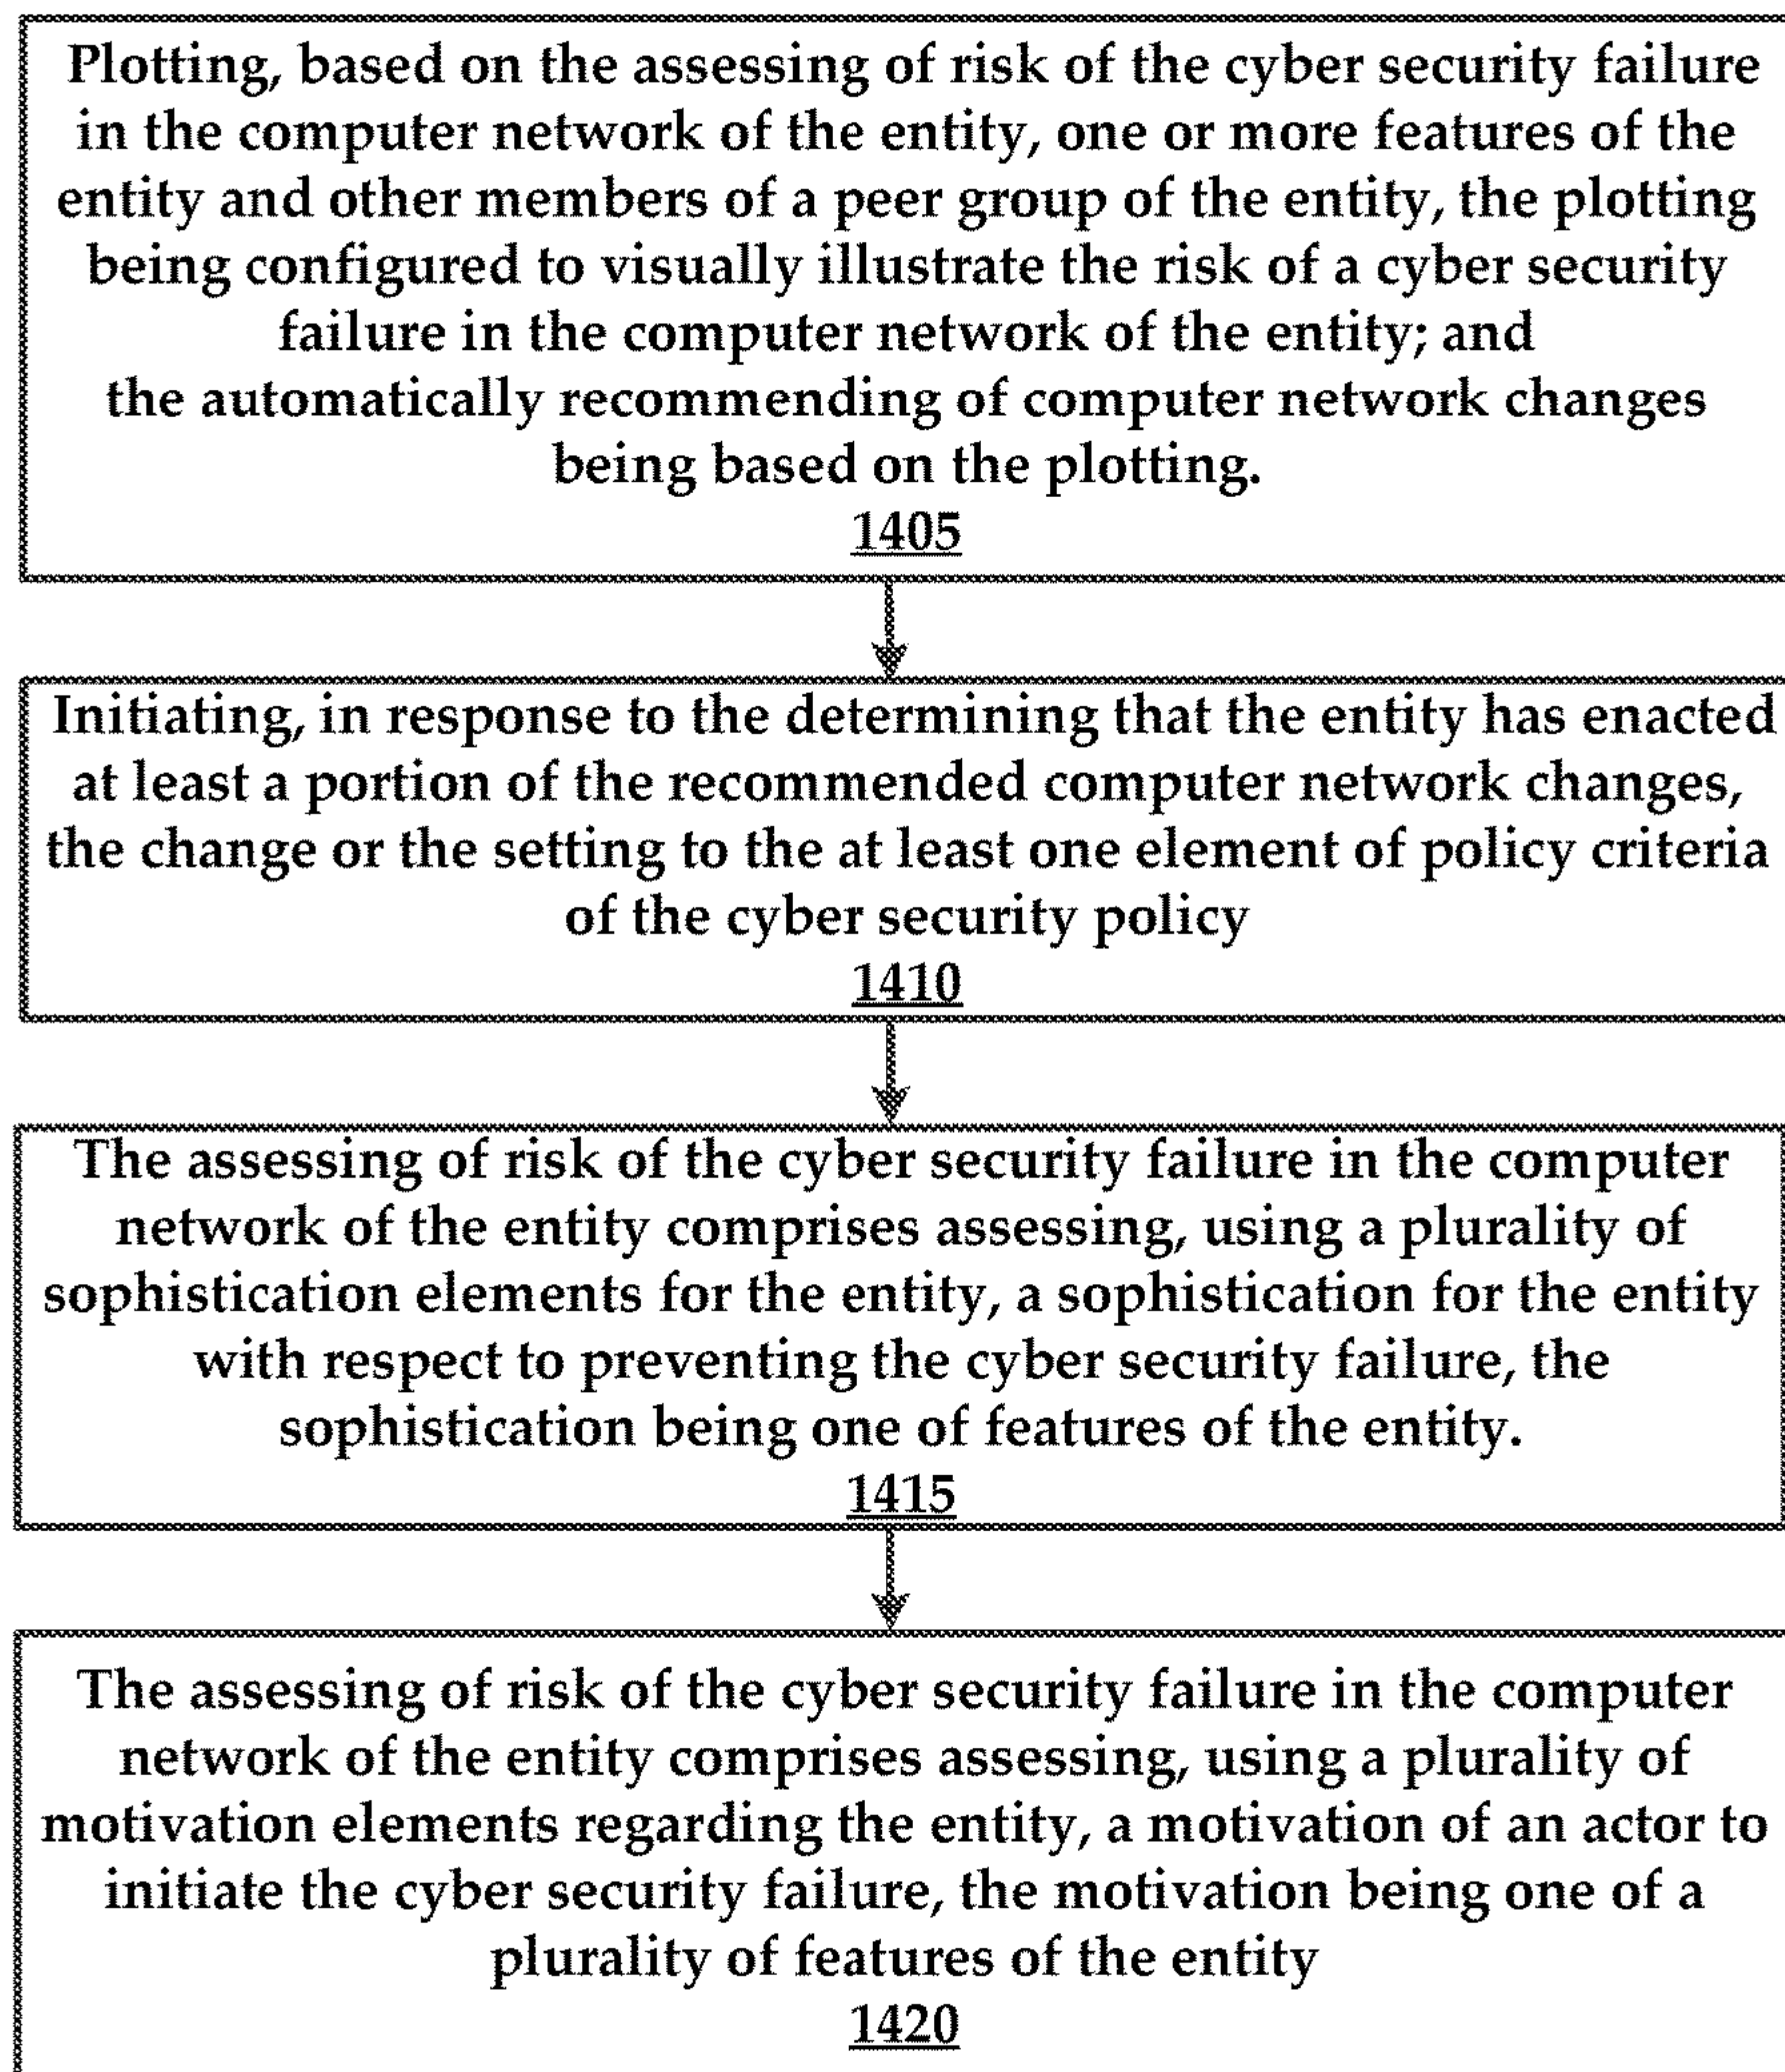 Plotting, based on the assessing of risk of the cyber security failure
in the computer network of the entity, one or more features of the
entity and other members of a peer group of the entity, the plotting
being configured to visually illustrate the risk of a cyber security
failure in the computer network of the entity; and
the automatically recommending of computer network changes
being based on the plotting.
1405
Initiating, in response to the determining that the entity has enacted
at least a portion of the recommended computer network changes,
the change or the setting to the at least one element of policy criteria
of the cyber security policy
1410
The assessing of risk of the cyber security failure in the computer
network of the entity comprises assessing, using a plurality of
sophistication elements for the entity, a sophistication for the entity
with respect to preventing the cyber security failure, the
sophistication being one of features of the entity.
1415
The assessing of risk of the cyber security failure in the computer
network of the entity comprises assessing, using a plurality of
motivation elements regarding the entity, a motivation of an actor to
initiate the cyber security failure, the motivation being one of a
plurality of features of the entity
1420